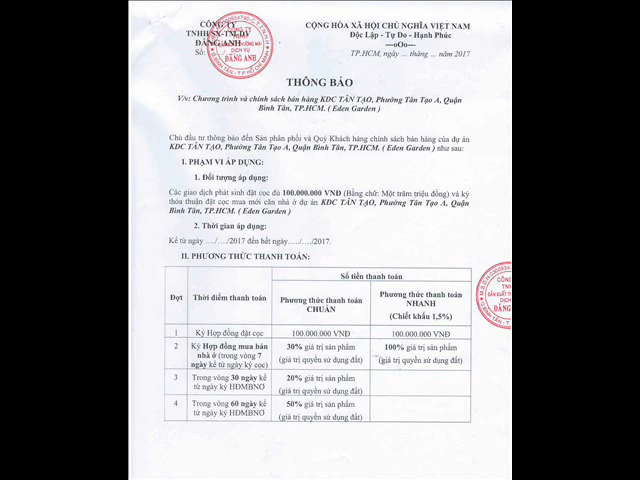 CÔNG TY
TNHH SX-TM-DV
ĐĂNG ANH
Số:
CỘNG HÒA XÃ HỘI CHỦ NGHĨA VIỆT NAM
Độc Lập - Tự Do - Hạnh Phúc
---oOo---
TP.HCM, ngày ... tháng ... năm 2017
DỊCH VỤ
ĐĂNG ANH
THÔNG BÁO
V/v: Chương trình và chính sách bán hàng KDC TÂN TẠO, Phường Tân Tạo A, Quận
Bình Tân, TP.HCM. ( Eden Garden )
Chủ đầu tư thông báo đến Sàn phân phối và Quý Khách hàng chính sách bán hàng của dự án
KDC TÂN TẠO, Phường Tân Tạo A, Quận Bình Tân, TP.HCM. ( Eden Garden ) như sau:
I. PHẠM VI ÁP DỤNG:
1. Đối tượng áp dụng:
Các giao dịch phát sinh đặt cọc đủ 100.000.000 VNĐ (Bằng chữ: Một trăm triệu đồng) và ký
thỏa thuận đặt cọc mua mới căn nhà ở dự án KDC TÂN TẠO, Phường Tân Tạo A, Quận
Bình Tân, TP.HCM. ( Eden Garden )
2. Thời gian áp dụng:
Kể từ ngày …./…./2017 đến hết ngày…../…./2017.
II. PHƯƠNG THỨC THANH TOÁN:
Đợt
Thời điểm thanh toán
Số tiền thanh toán
Phương thức thanh toán
CHUẨN
Phương thức thanh toán
NHANH
(Chiết khấu 1,5%)
1 Ký Hợp đồng đặt cọc 100.000.000 VNĐ 100.000.000 VNĐ
2 Ký Hợp đồng mua bán 30% giá trị sản phẩm 100% giá trị sản phẩm
nhà ở (trong vòng 7 (giá trị quyền sử dụng đất) (giá trị quyền sử dụng đất)
ngày kể từ ngày ký cọc)
3 Trong vòng 30 ngày kể 20% giá trị sản phẩm
từ ngày ký HĐMBNƠ (giá trị quyền sử dụng đất)
4 Trong vòng 60 ngày kể 50% giá trị sản phẩm
từ ngày ký HĐMBNƠ (giá trị quyền sử dụng đất)
CÔNG
TNH
SẢN XUẤT
DỊCH
ĐĂNG A